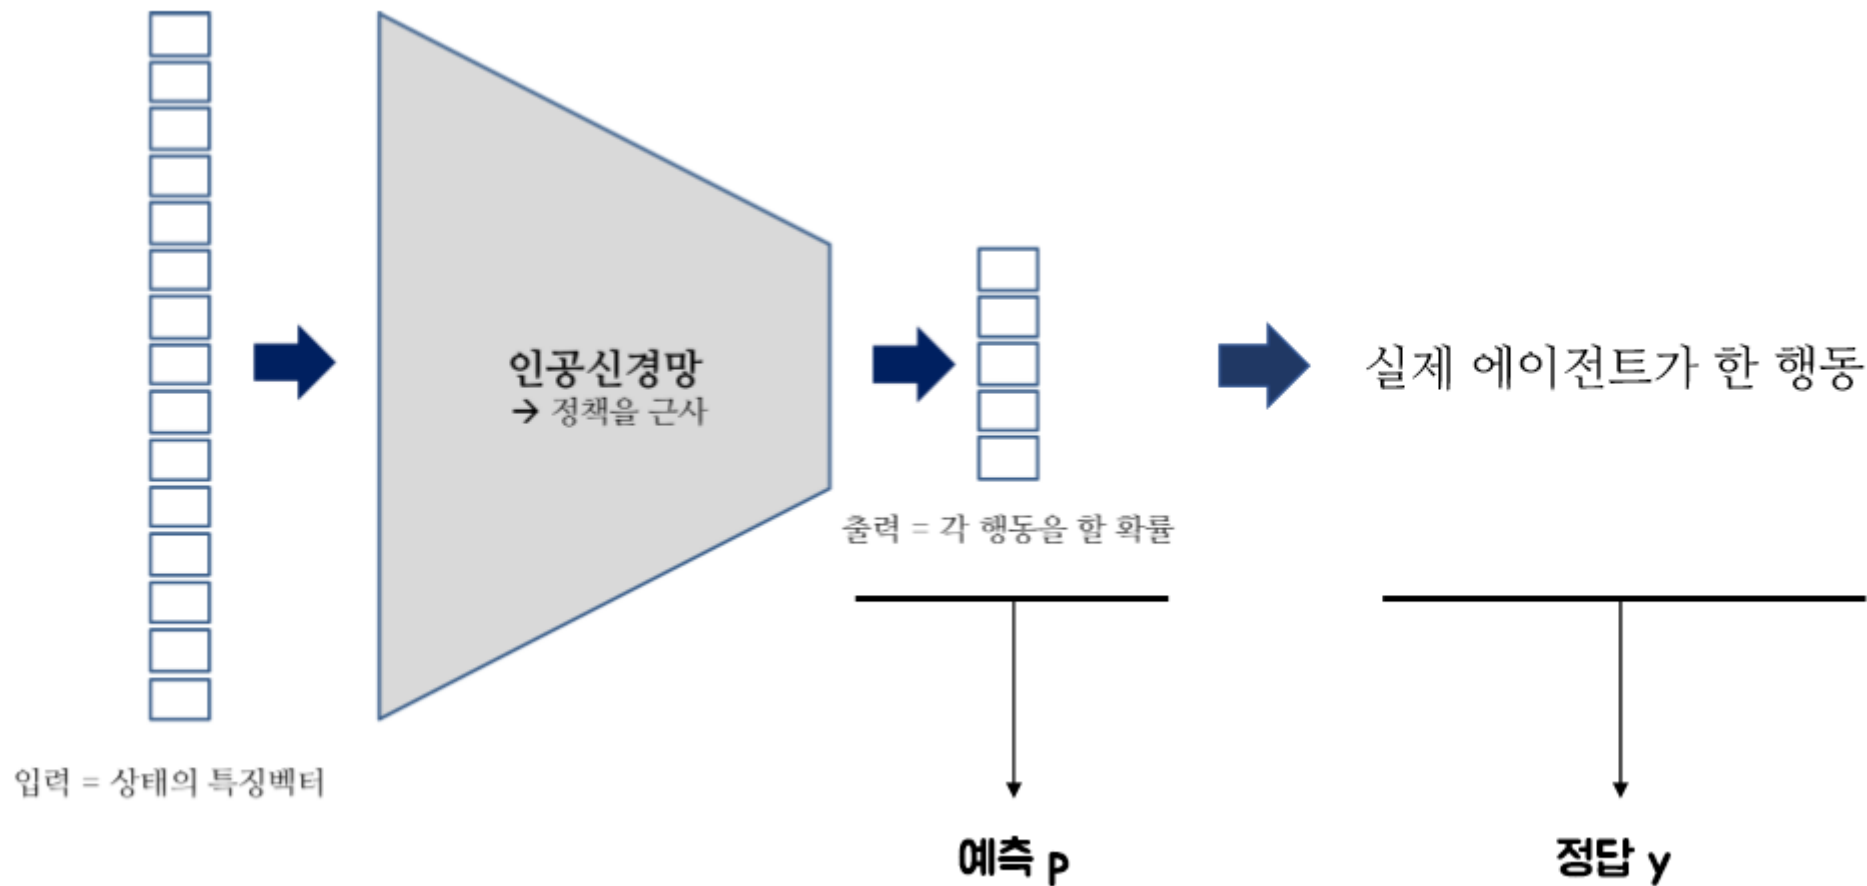 인공신경망
→ 정책을 근사
실제 에이전트가 한 행동
출력 = 각 행동을 할 확률
입력 = 상태의 특징벡터
예측 p
정답 y